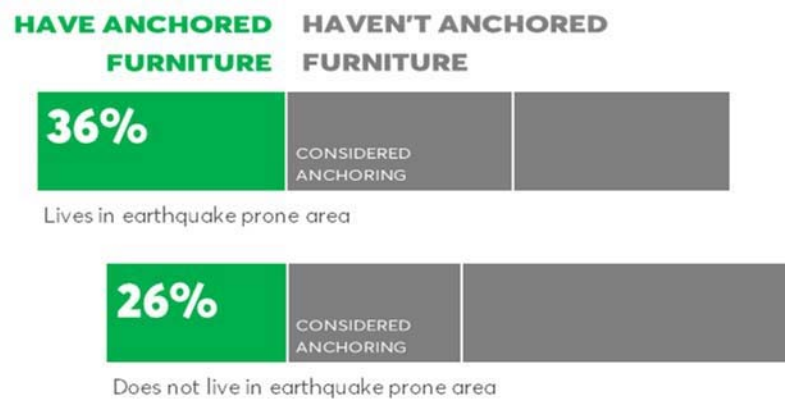 HAVE ANCHORED FURNITURE
HAVEN'T ANCHORED FURNITURE
36%
CONSIDERED
ANCHORING
Lives in earthquake prone area
26%
CONSIDERED
ANCHORING
Does not live in earthquake prone area